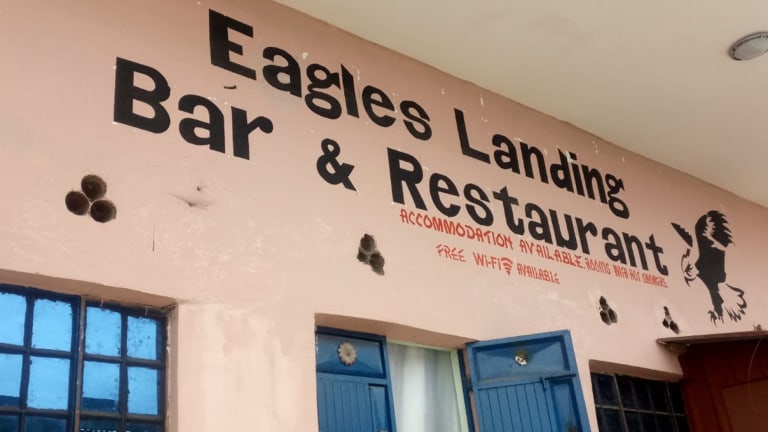 Eagles Landing
Bar & Restaurant
ACCOMMODATION AVAILABLE. ROOMS WITH HOT SHOWERS.
FREE Wi-Fi AVAILABLE